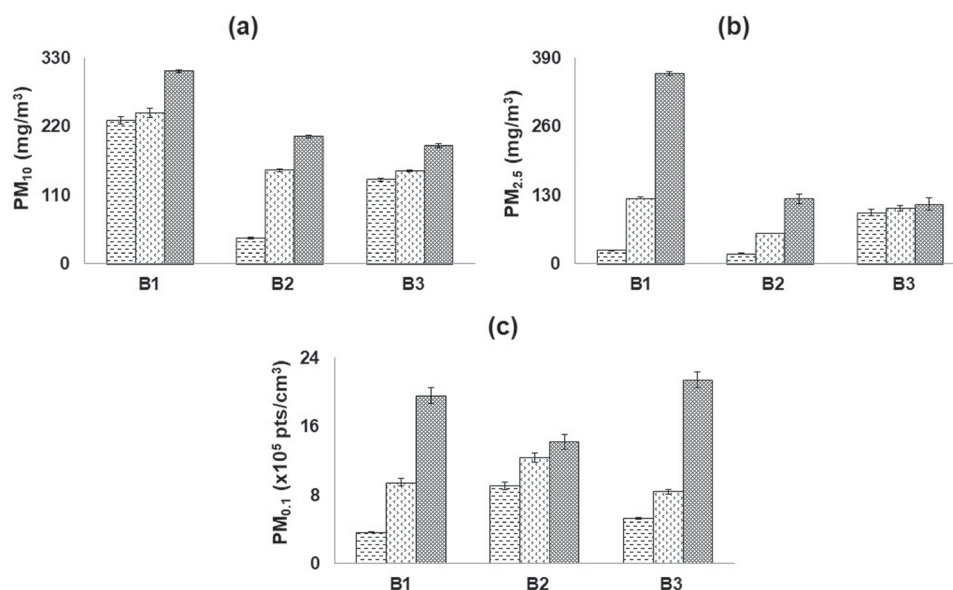 (a)
PM10 (mg/m3)
330
220
110
0
B1 B2 B3
(b)
PM2.5 (mg/m3)
390
260
130
0
B1 B2 B3
(c)
PM0.1 (x105 pts/cm3)
24
16
8
0
B1 B2 B3